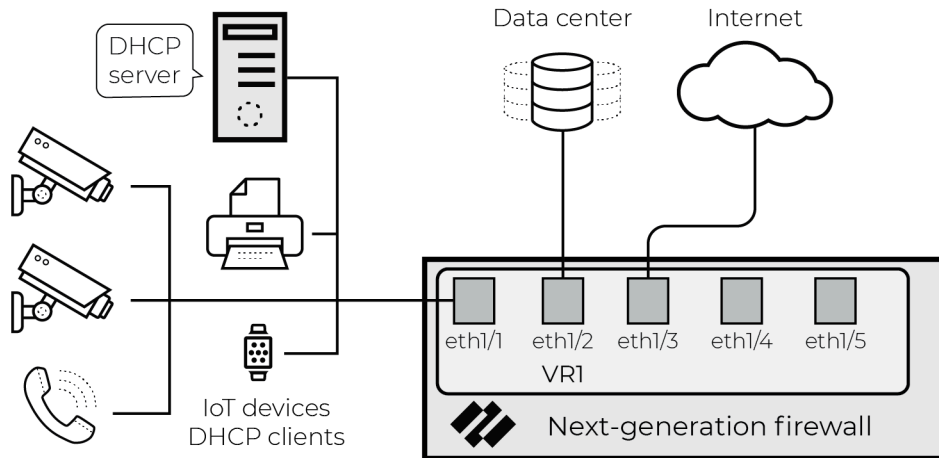 Data center
Internet
DHCP
server
eth1/1
eth1/2
eth1/3
eth1/4
eth1/5
VR1
IoT devices
DHCP clients
Next-generation firewall